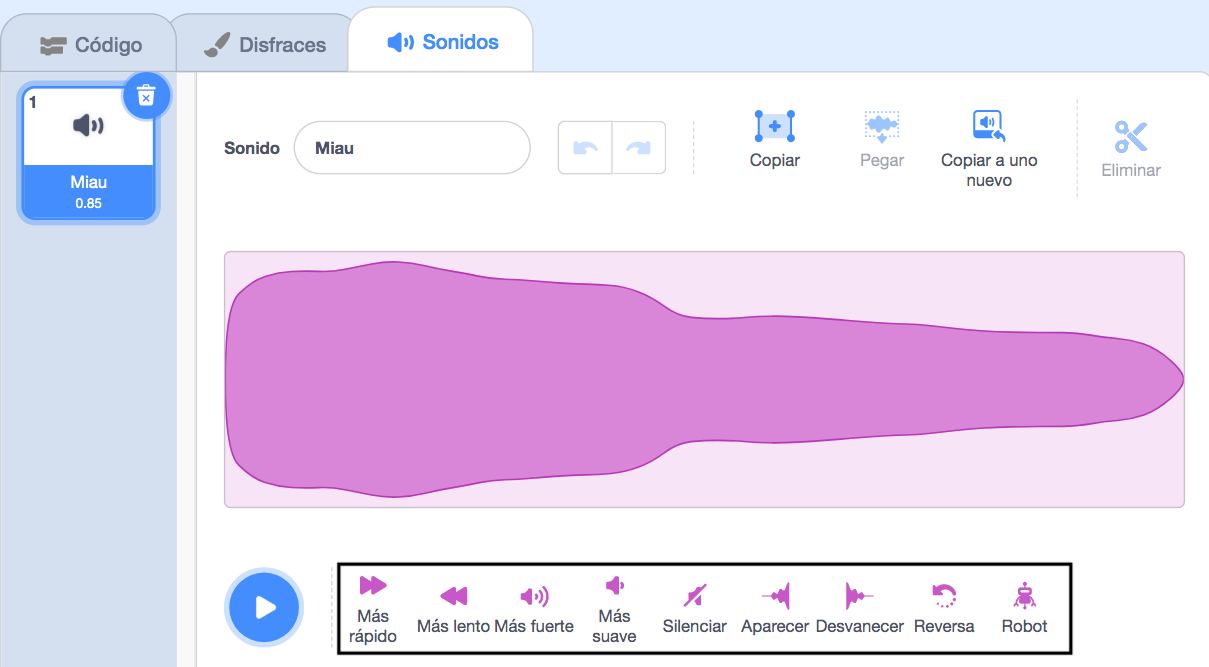 Código
Disfraces
Sonidos
1
Miau
0.85
Sonido
Miau
Copiar
Pegar
Copiar a uno
nuevo
Eliminar
Más
rápido
Más lento
Más fuerte
Más
suave
Silenciar
Aparecer
Desvanecer
Reversa
Robot